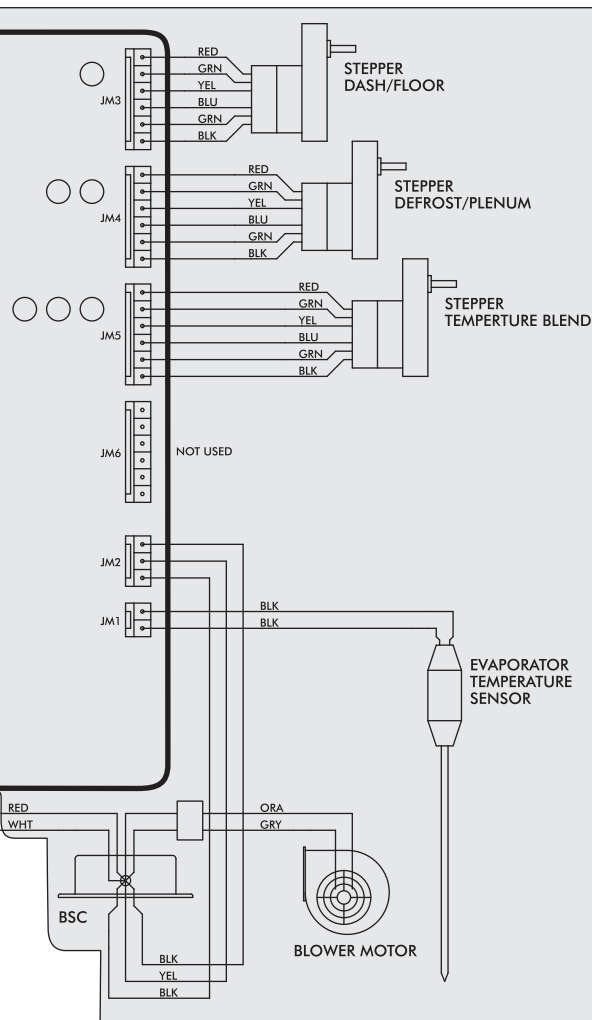 RED
GRN
YEL
BLU
GRN
BLK
JM3
STEPPER
DASH/FLOOR
RED
GRN
YEL
BLU
GRN
BLK
JM4
STEPPER
DEFROST/PLENUM
RED
GRN
YEL
BLU
GRN
BLK
JM5
STEPPER
TEMPERTURE BLEND
JM6
NOT USED
JM2
JM1
BLK
BLK
EVAPORATOR
TEMPERATURE
SENSOR
RED
WHT
ORA
GRY
BSC
BLOWER MOTOR
BLK
YEL
BLK